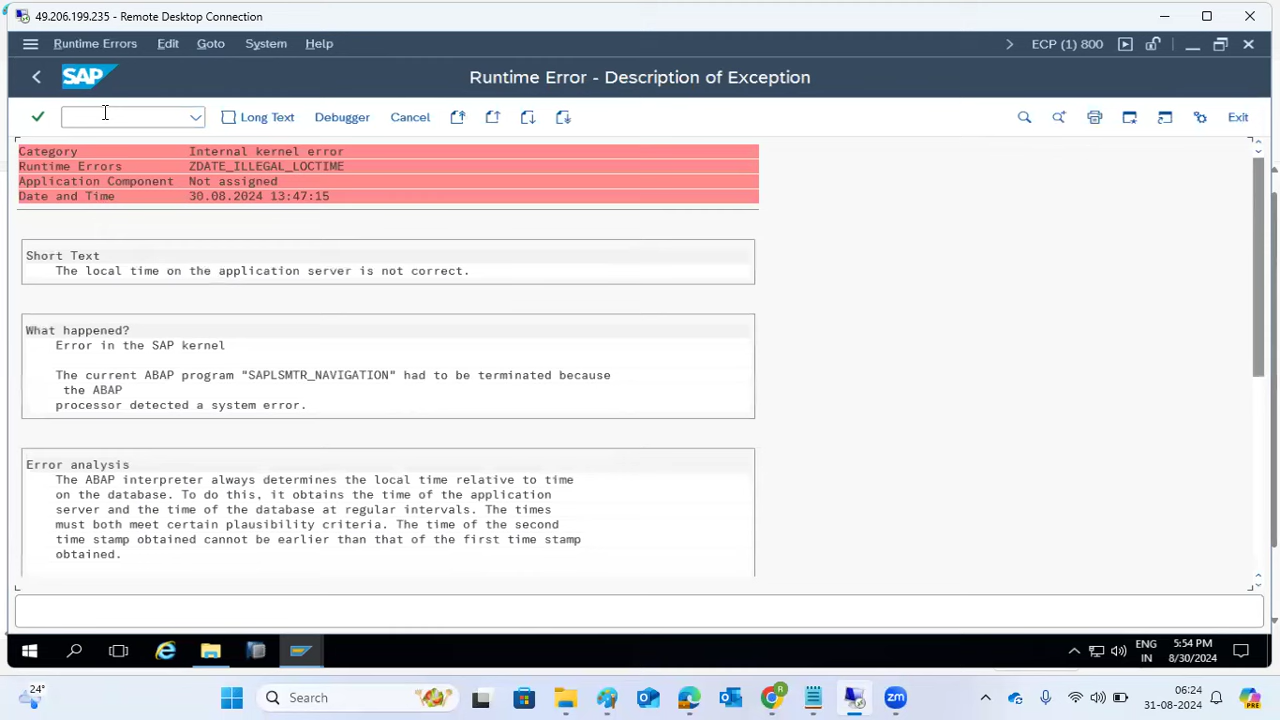 49.206.199.235 - Remote Desktop Connection
Runtime Errors Edit Goto System Help ECP (1) 800
SAP Runtime Error - Description of Exception
Long Text Debugger Cancel Exit
Category Internal kernel error
Runtime Errors ZDATE_ILLEGAL_LOCTIME
Application Component Not assigned
Date and Time 30.08.2024 13:47:15
Short Text
The local time on the application server is not correct.
What happened?
Error in the SAP kernel
The current ABAP program "SAPLSMTR_NAVIGATION" had to be terminated because
the ABAP
processor detected a system error.
Error analysis
The ABAP interpreter always determines the local time relative to time
on the database. To do this, it obtains the time of the application
server and the time of the database at regular intervals. The times
must both meet certain plausibility criteria. The time of the second
time stamp obtained cannot be earlier than that of the first time stamp
obtained.
ENG 5:54 PM
IN 8/30/2024
24° Search zm 06:24
31-08-2024 PRE